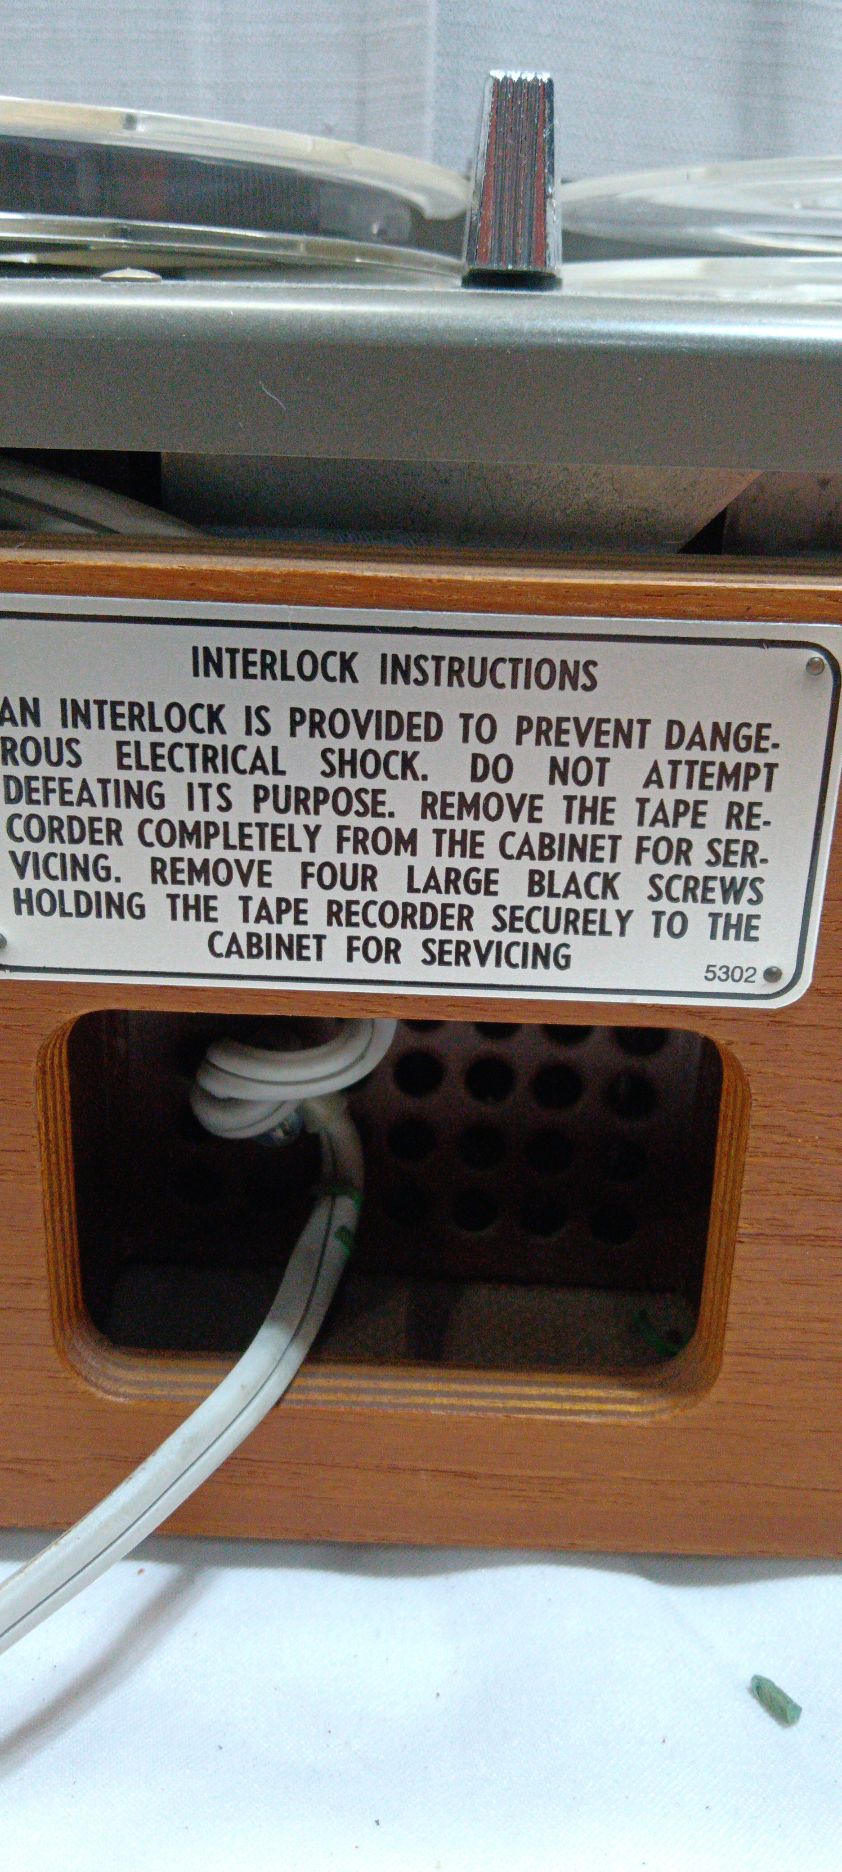 INTERLOCK INSTRUCTIONS
AN INTERLOCK IS PROVIDED TO PREVENT DANGE-
ROUS ELECTRICAL SHOCK. DO NOT ATTEMPT
DEFEATING ITS PURPOSE. REMOVE THE TAPE RE-
CORDER COMPLETELY FROM THE CABINET FOR SER-
VICING. REMOVE FOUR LARGE BLACK SCREWS
HOLDING THE TAPE RECORDER SECURELY TO THE
CABINET FOR SERVICING
5302